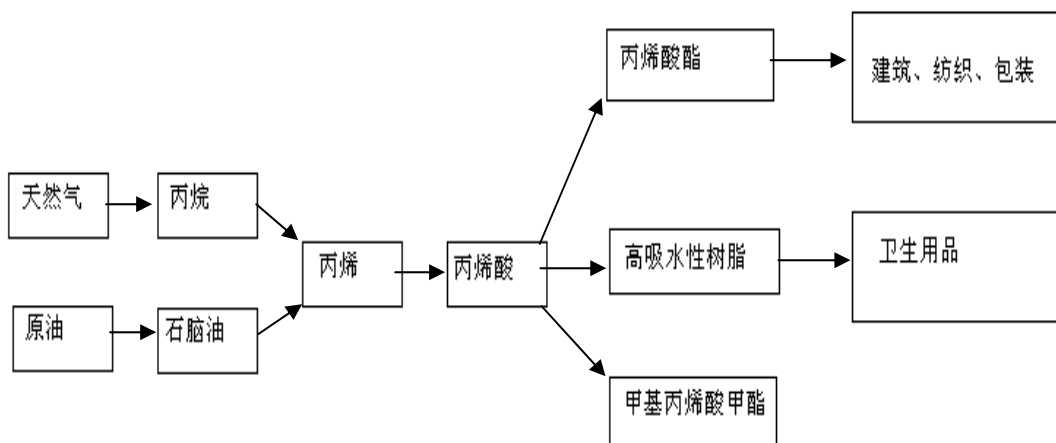 丙烯酸酯
建筑、纺织、包装
天然气
丙烷
丙烯
丙烯酸
高吸水性树脂
卫生用品
原油
石脑油
甲基丙烯酸甲酯